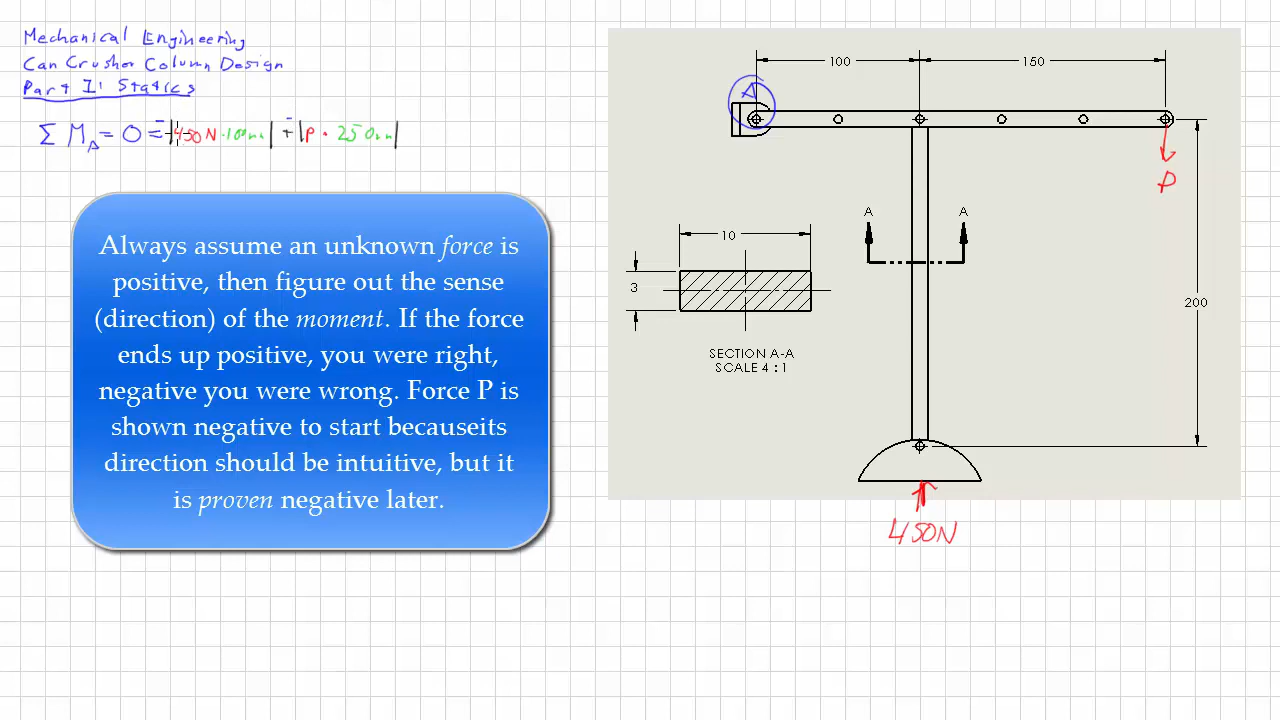 Mechanical Engineering
Can Crusher Column Design
Part I: Statics
Σ M_A = 0 = -|450N·100mm| + |P · 250mm|
Always assume an unknown force is
positive, then figure out the sense
(direction) of the moment. If the force
ends up positive, you were right,
negative you were wrong. Force P is
shown negative to start becauseits
direction should be intuitive, but it
is proven negative later.
100
150
A
P
A
A
10
3
200
SECTION A-A
SCALE 4 : 1
450N